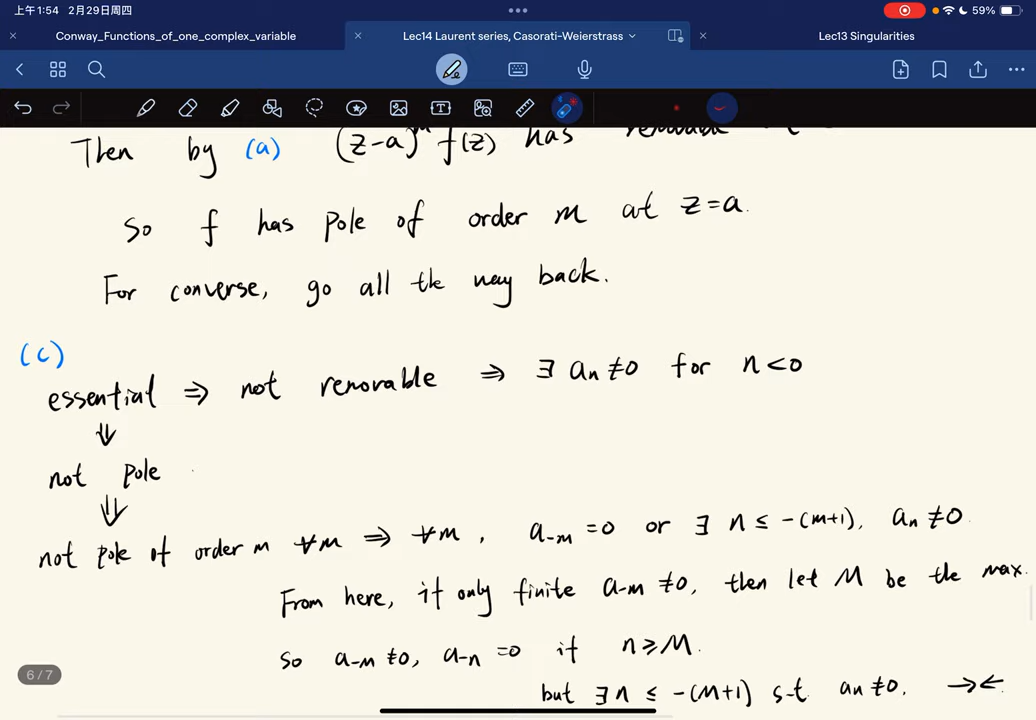 上午1:54 2月29日周四
59%
Conway_Functions_of_one_complex_variable
Lec14 Laurent series, Casorati-Weierstrass
Lec13 Singularities
Then by (a) (z-a)^m f(z) has
So f has pole of order m at z=a.
For converse, go all the way back.
(c)
essential ⇒ not removable ⇒ ∃ a_n ≠ 0 for n<0
⇓
not pole
⇓
not pole of order m ∀m ⇒ ∀m, a_{-m} = 0 or ∃ n ≤ -(m+1), a_n ≠ 0.
From here, if only finite a_{-m} ≠ 0, then let M be the max.
so a_{-M} ≠ 0, a_{-n} = 0 if n ≥ M.
but ∃ n ≤ -(M+1) s.t. a_n ≠ 0. →←
6/7